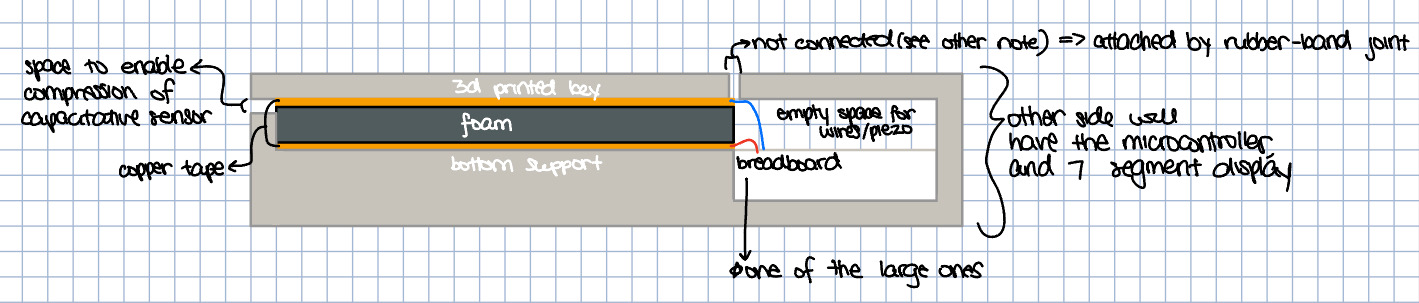 not connected (see other note) => attached by rubber-band joint
space to enable
compression of
capacitative sensor
3d printed key
foam
empty space for
wires/piezo
other side will
have the microcontroller
and 7 segment display
copper tape
bottom support
breadboard
one of the large ones